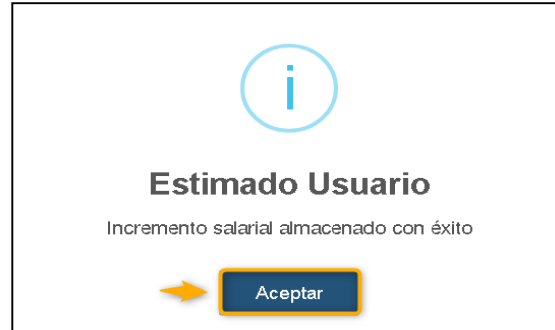 i
Estimado Usuario
Incremento salarial almacenado con éxito
Aceptar